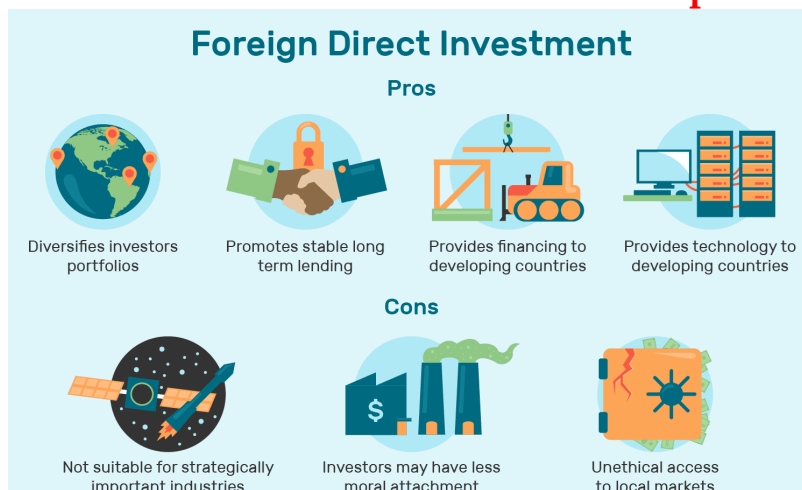 Foreign Direct Investment
Pros
Diversifies investors
portfolios
Promotes stable long
term lending
Provides financing to
developing countries
Provides technology to
developing countries
Cons
$
Not suitable for strategically
important industries
Investors may have less
moral attachment
Unethical access
to local markets